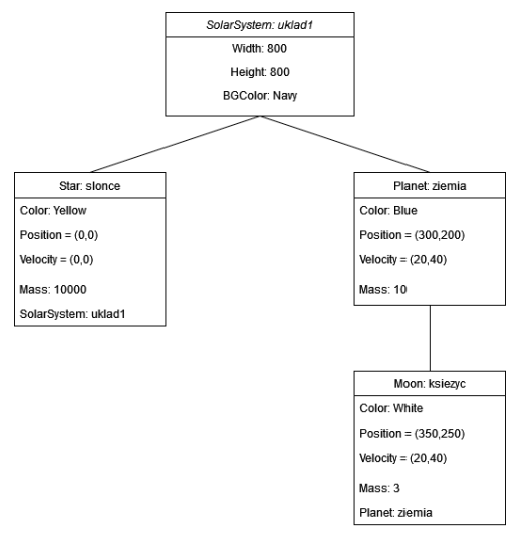 SolarSystem: uklad1
Width: 800
Height: 800
BGColor: Navy
Star: slonce
Color: Yellow
Position = (0,0)
Velocity = (0,0)
Mass: 10000
SolarSystem: uklad1
Planet: ziemia
Color: Blue
Position = (300,200)
Velocity = (20,40)
Mass: 10
Moon: ksiezyc
Color: White
Position = (350,250)
Velocity = (20,40)
Mass: 3
Planet: ziemia